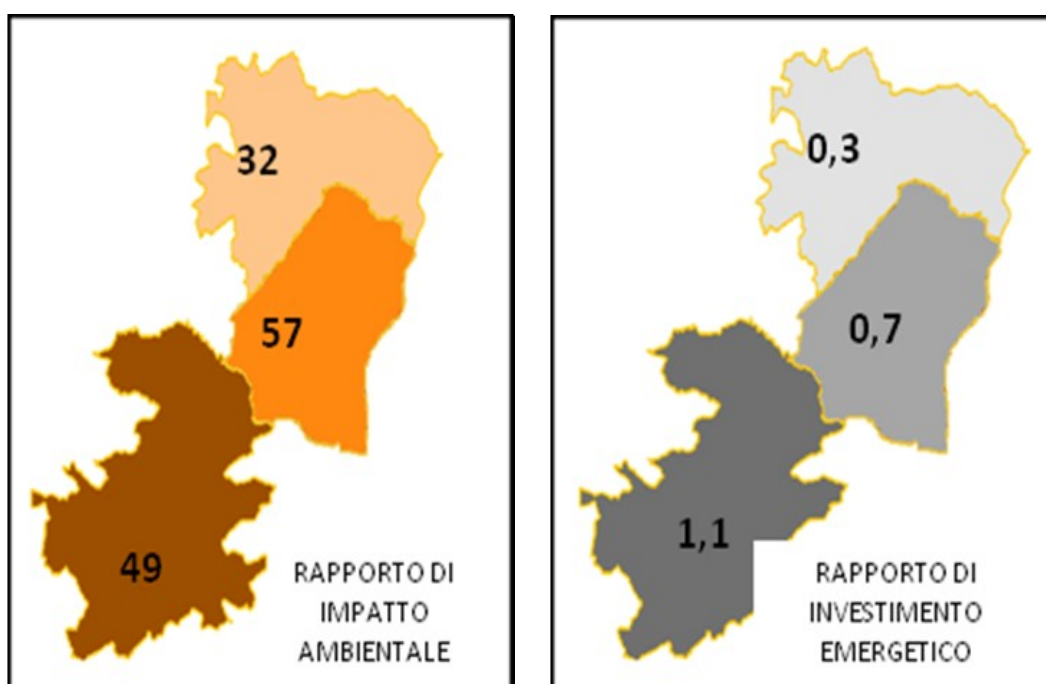 32
57
49
RAPPORTO DI
IMPATTO
AMBIENTALE
0,3
0,7
1,1
RAPPORTO DI
INVESTIMENTO
EMERGETICO